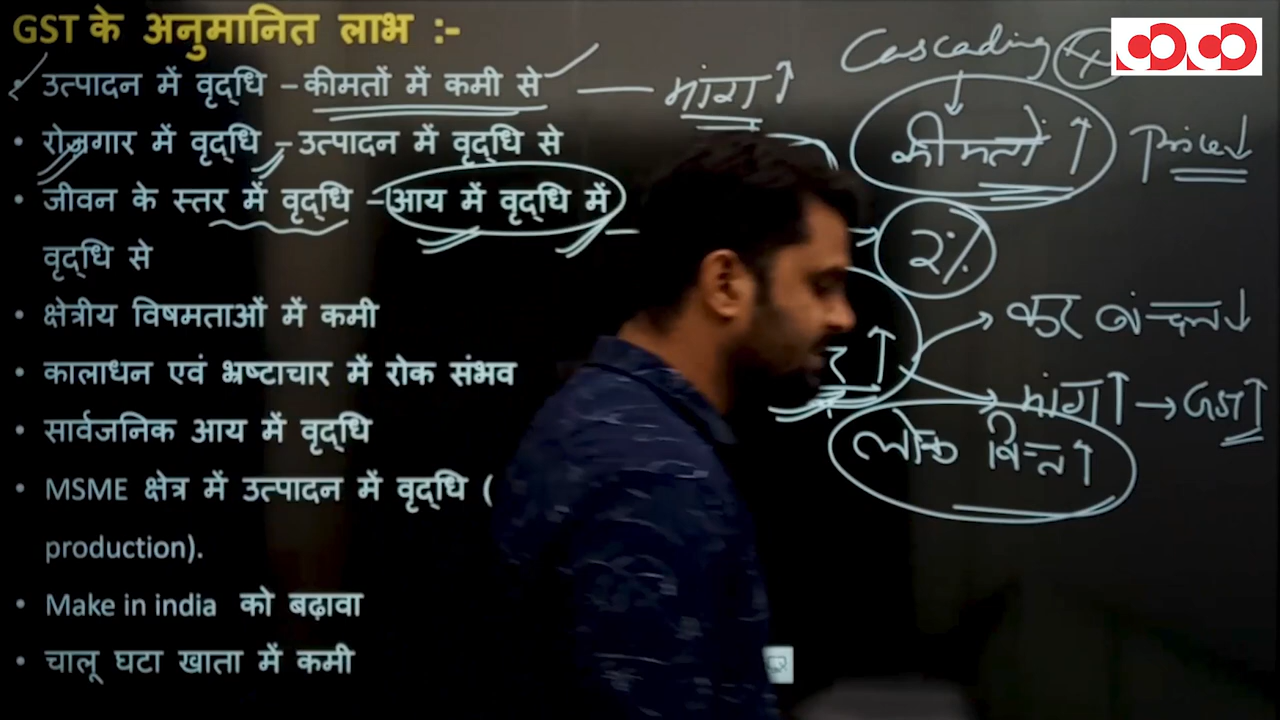 GST के अनुमानित लाभ :-
• उत्पादन में वृद्धि – कीमतों में कमी से — मांग ↑
• रोजगार में वृद्धि – उत्पादन में वृद्धि से
• जीवन के स्तर में वृद्धि – आय में वृद्धि में
वृद्धि से
• क्षेत्रीय विषमताओं में कमी
• कालाधन एवं भ्रष्टाचार में रोक संभव
• सार्वजनिक आय में वृद्धि
• MSME क्षेत्र में उत्पादन में वृद्धि (
production).
• Make in india को बढ़ावा
• चालू घटा खाता में कमी
Cascading
कीमतों ↑ Price ↓
2%
कर ↓
मांग ↑ → GST ↑
लोक वित्त ↑